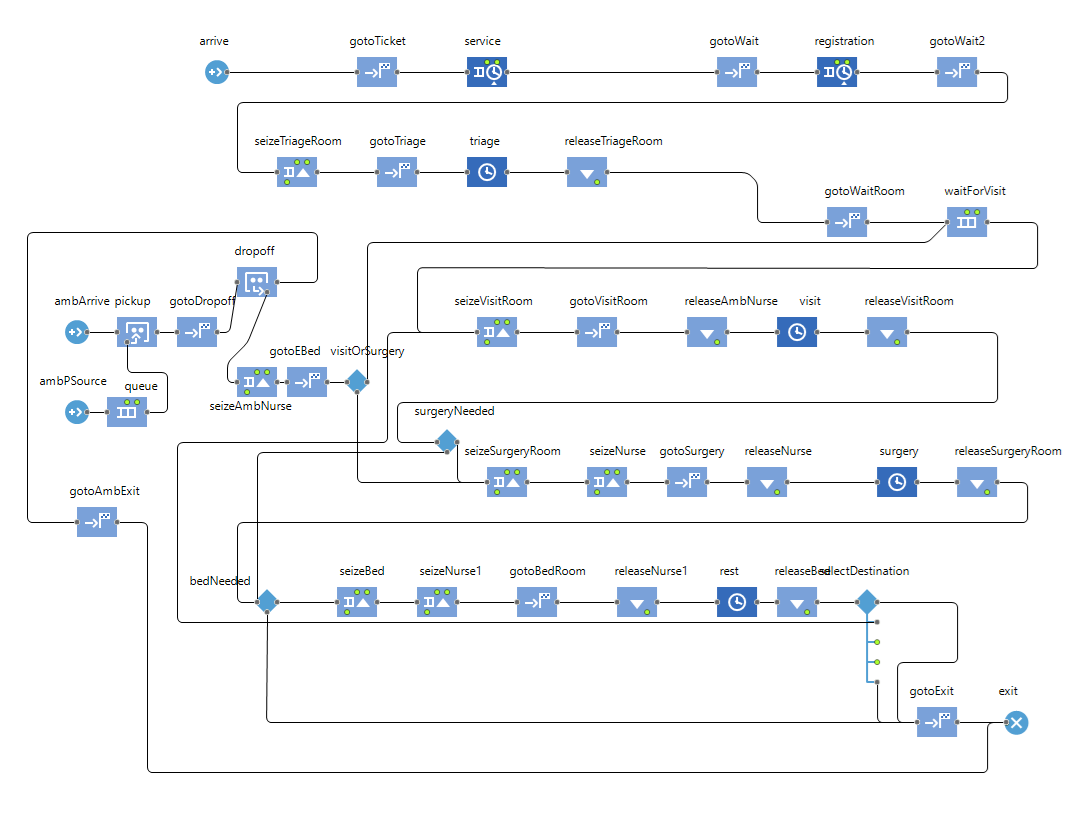 arrive
gotoTicket
service
gotoWait
registration
gotoWait2
seizeTriageRoom
gotoTriage
triage
releaseTriageRoom
gotoWaitRoom
waitForVisit
dropoff
ambArrive
pickup
gotoDropoff
seizeVisitRoom
gotoVisitRoom
releaseAmbNurse
visit
releaseVisitRoom
gotoEBed
visitOrSurgery
ambPSource
queue
seizeAmbNurse
surgeryNeeded
seizeSurgeryRoom
seizeNurse
gotoSurgery
releaseNurse
surgery
releaseSurgeryRoom
gotoAmbExit
bedNeeded
seizeBed
seizeNurse1
gotoBedRoom
releaseNurse1
rest
releaseBed
selectDestination
gotoExit
exit